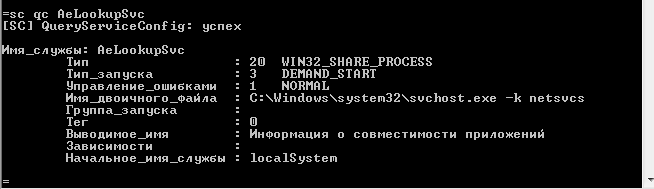 =sc qc AeLookupSvc
[SC] QueryServiceConfig: успех
Имя_службы: AeLookupSvc
Тип : 20 WIN32_SHARE_PROCESS
Тип_запуска : 3 DEMAND_START
Управление_ошибками : 1 NORMAL
Имя_двоичного_файла : C:\Windows\system32\svchost.exe -k netsvcs
Группа_запуска :
Тег : 0
Выводимое_имя : Информация о совместимости приложений
Зависимости :
Начальное_имя_службы : localSystem
=